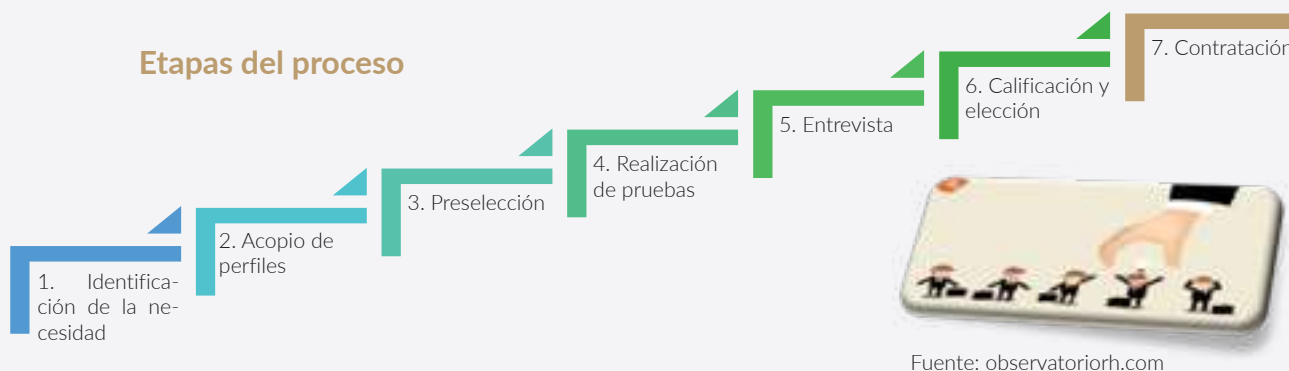 Etapas del proceso
1. Identifica-
ción de la ne-
cesidad
2. Acopio de
perfiles
3. Preselección
4. Realización
de pruebas
5. Entrevista
6. Calificación y
elección
7. Contratación
Fuente: observatoriorh.com